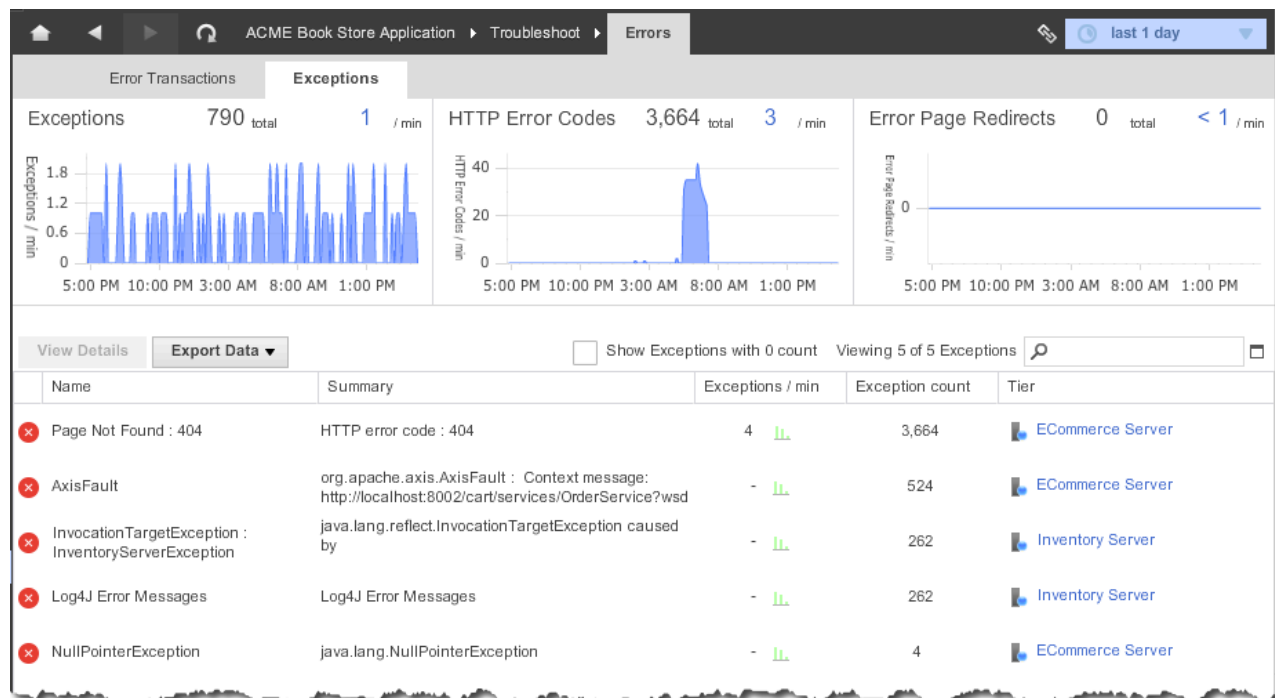 ACME Book Store Application Troubleshoot Errors last 1 day
Error Transactions Exceptions
Exceptions 790 total 1 / min
Exceptions / min
1.8
1.2
0.6
0
5:00 PM 10:00 PM 3:00 AM 8:00 AM 1:00 PM
HTTP Error Codes 3,664 total 3 / min
HTTP Error Codes / min
40
20
0
5:00 PM 10:00 PM 3:00 AM 8:00 AM 1:00 PM
Error Page Redirects 0 total < 1 / min
Error Page Redirects / min
0
5:00 PM 10:00 PM 3:00 AM 8:00 AM 1:00 PM
View Details Export Data Show Exceptions with 0 count Viewing 5 of 5 Exceptions
Name Summary Exceptions / min Exception count Tier
Page Not Found : 404 HTTP error code : 404 4 3,664 ECommerce Server
AxisFault org.apache.axis.AxisFault : Context message:
http://localhost:8002/cart/services/OrderService?wsd - 524 ECommerce Server
InvocationTargetException :
InventoryServerException java.lang.reflect.InvocationTargetException caused
by - 262 Inventory Server
Log4J Error Messages Log4J Error Messages - 262 Inventory Server
NullPointerException java.lang.NullPointerException - 4 ECommerce Server